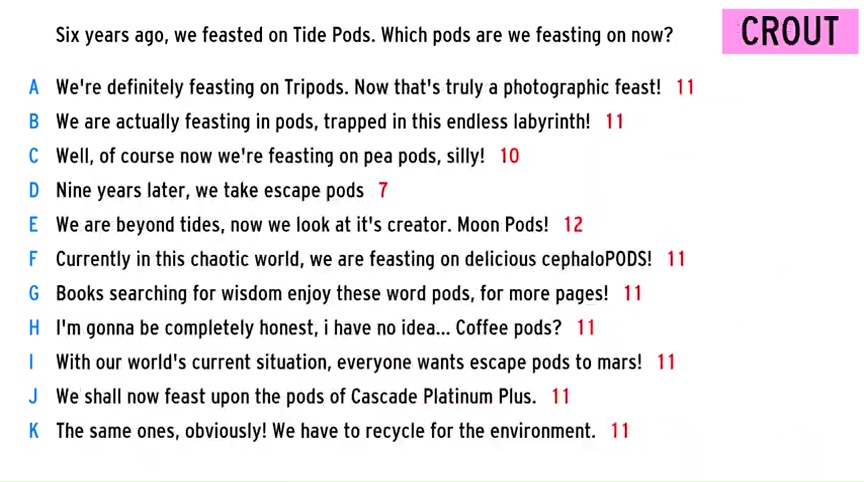 Six years ago, we feasted on Tide Pods. Which pods are we feasting on now?
CROUT
A We're definitely feasting on Tripods. Now that's truly a photographic feast! 11
B We are actually feasting in pods, trapped in this endless labyrinth! 11
C Well, of course now we're feasting on pea pods, silly! 10
D Nine years later, we take escape pods 7
E We are beyond tides, now we look at it's creator. Moon Pods! 12
F Currently in this chaotic world, we are feasting on delicious cephaloPODS! 11
G Books searching for wisdom enjoy these word pods, for more pages! 11
H I'm gonna be completely honest, i have no idea... Coffee pods? 11
I With our world's current situation, everyone wants escape pods to mars! 11
J We shall now feast upon the pods of Cascade Platinum Plus. 11
K The same ones, obviously! We have to recycle for the environment. 11